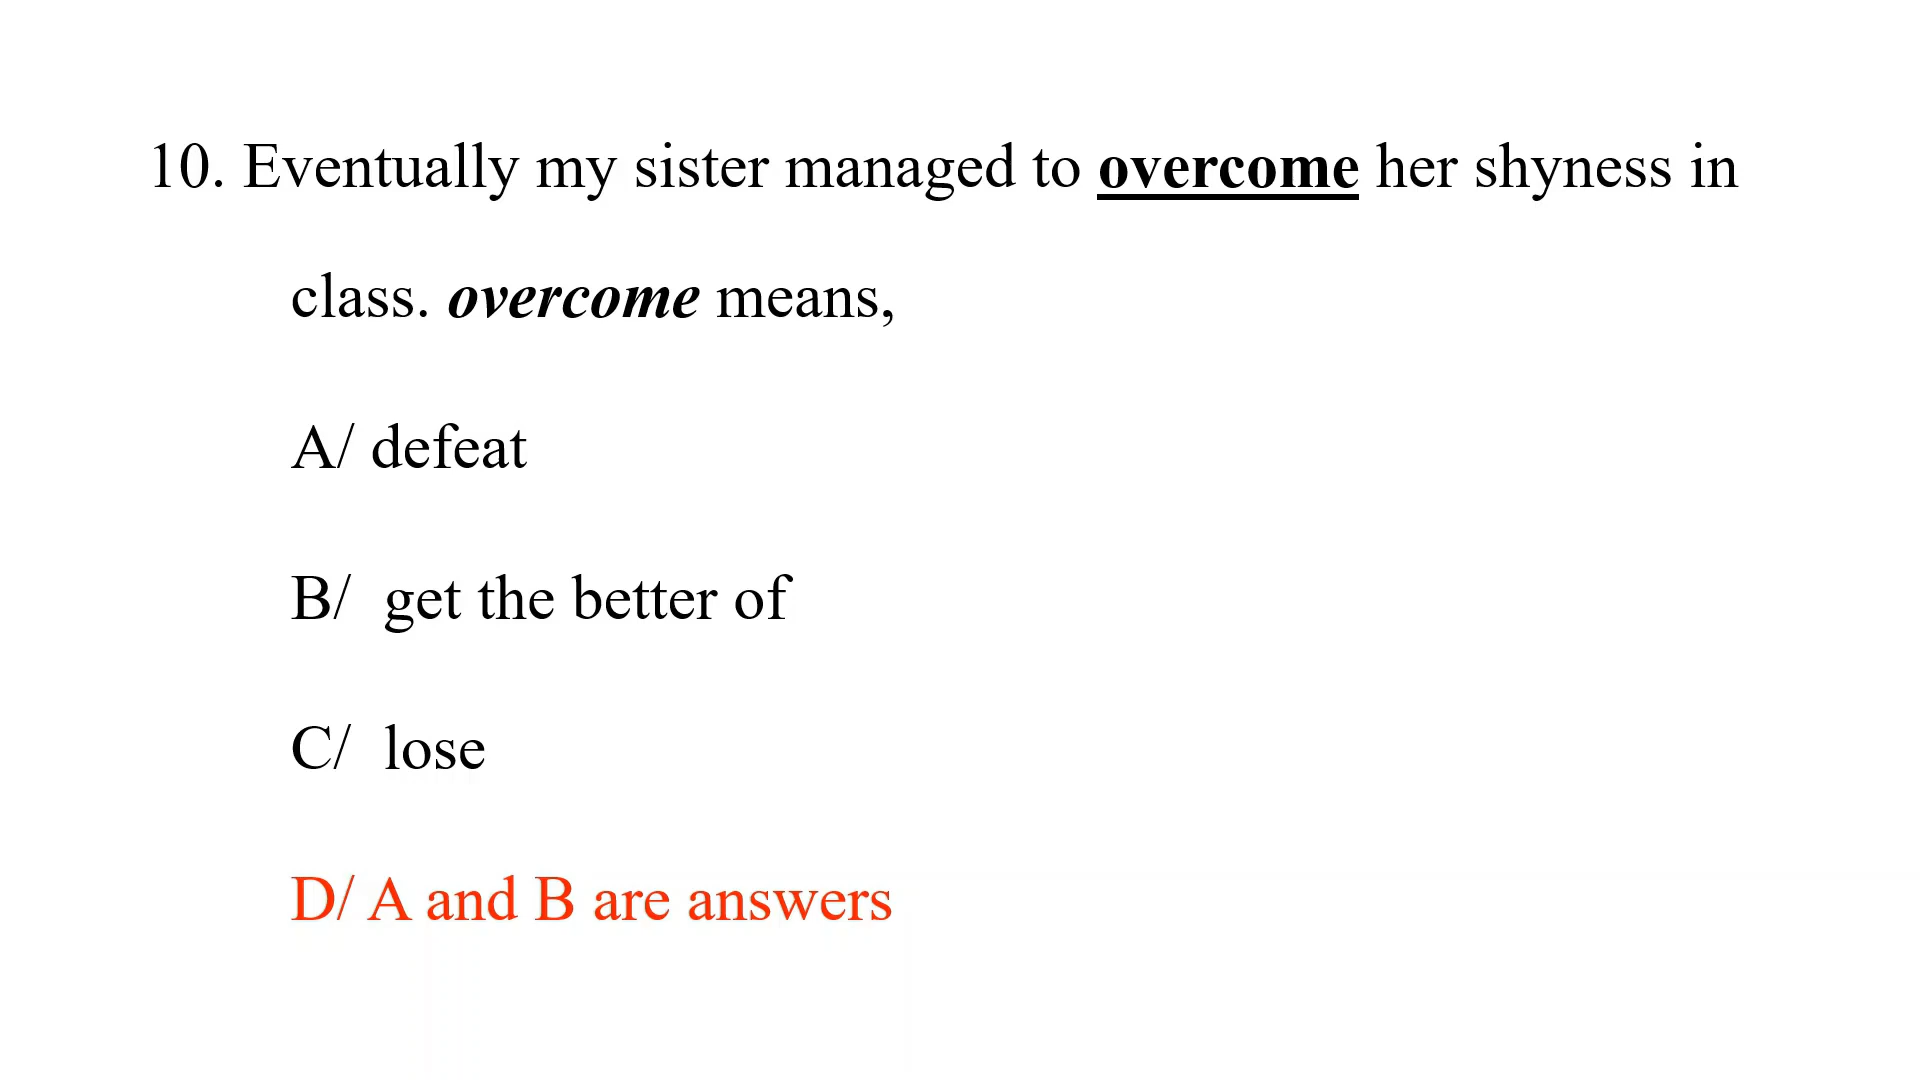 10. Eventually my sister managed to overcome her shyness in
class. overcome means,
A/ defeat
B/ get the better of
C/ lose
D/ A and B are answers